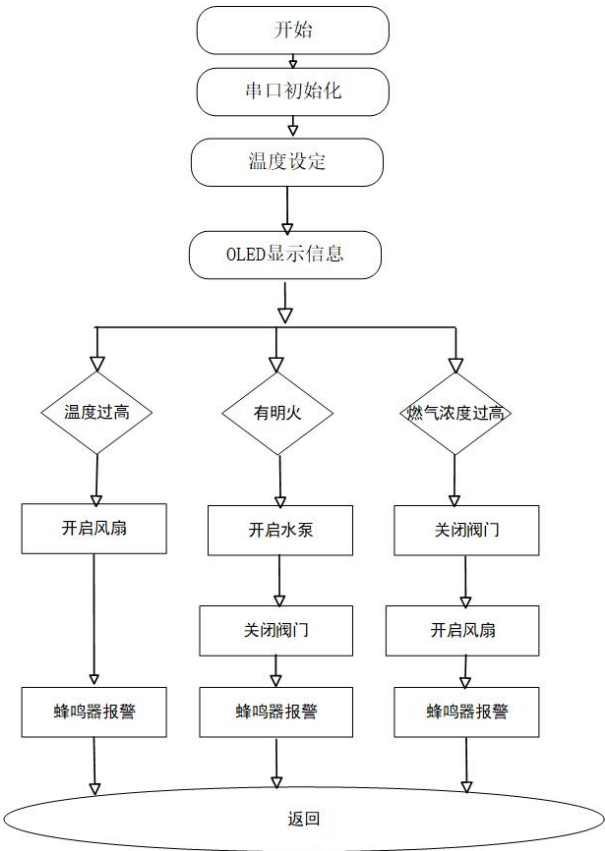 开始
串口初始化
温度设定
OLED显示信息
温度过高
有明火
燃气浓度过高
开启风扇
开启水泵
关闭阀门
关闭阀门
开启风扇
蜂鸣器报警
蜂鸣器报警
蜂鸣器报警
返回